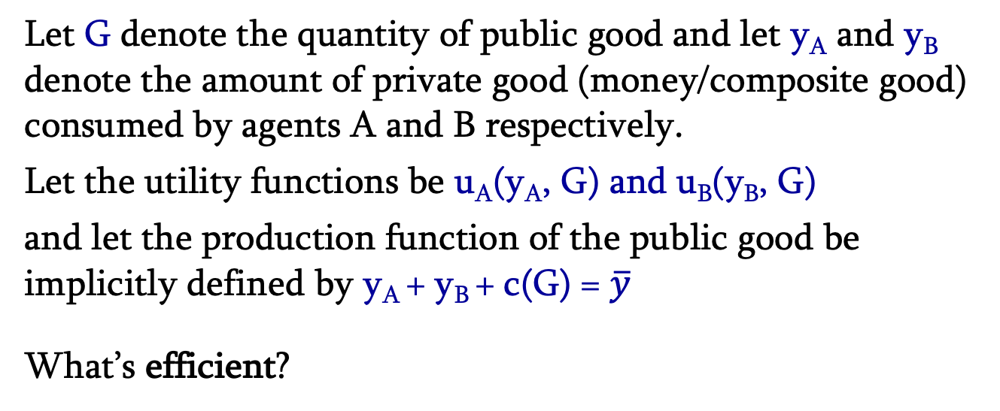 Let G denote the quantity of public good and let y_A and y_B
denote the amount of private good (money/composite good)
consumed by agents A and B respectively.
Let the utility functions be u_A(y_A, G) and u_B(y_B, G)
and let the production function of the public good be
implicitly defined by y_A + y_B + c(G) = ȳ
What’s efficient?